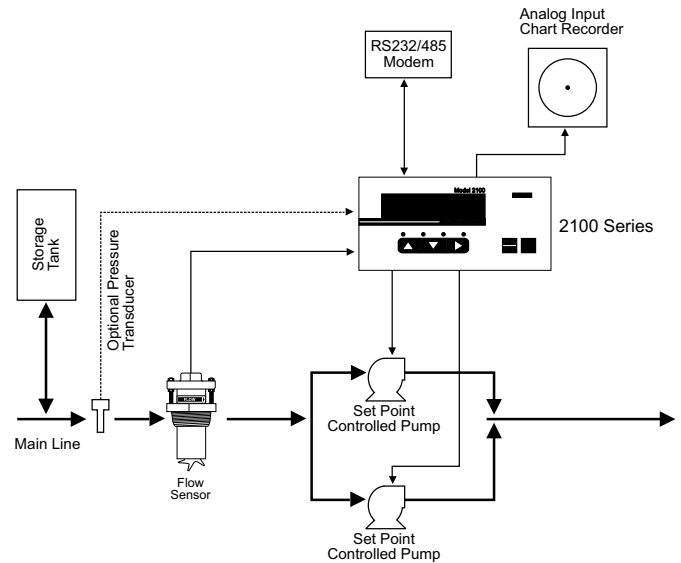 Analog Input
Chart Recorder
RS232/485
Modem
Model 2100
2100 Series
Storage
Tank
Optional Pressure
Transducer
Main Line
FLOW
Flow
Sensor
Set Point
Controlled Pump
Set Point
Controlled Pump